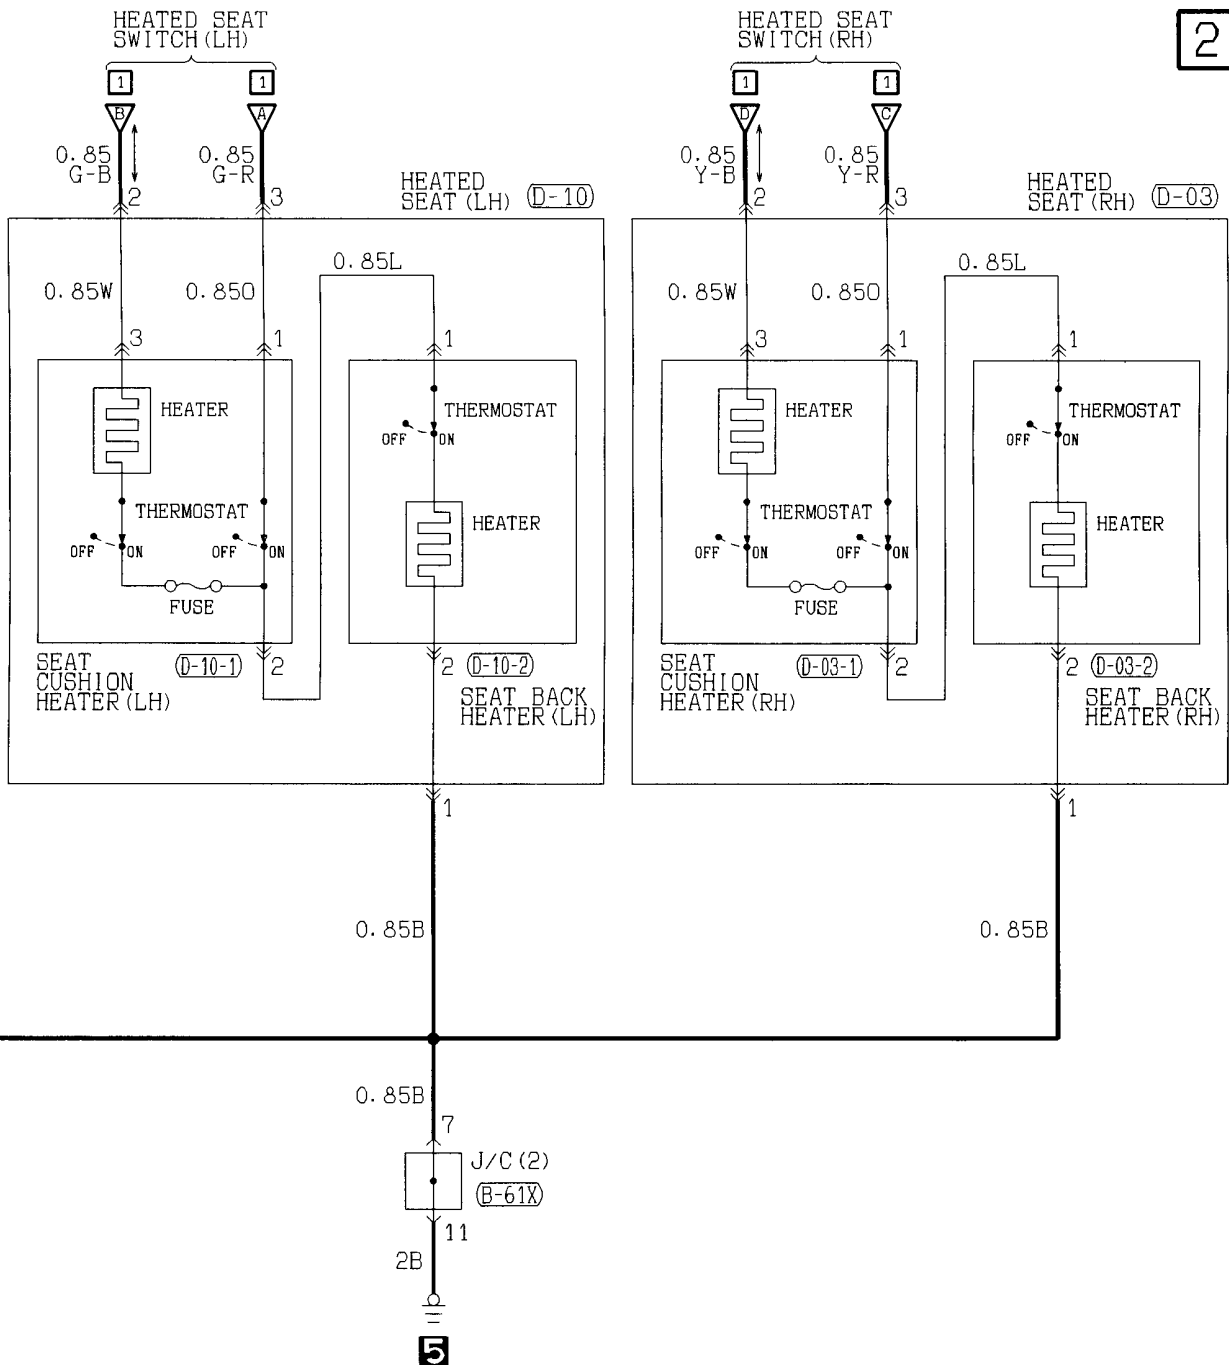 HEATED SEAT
SWITCH(LH)
HEATED SEAT
SWITCH(RH)
2
1
1
1
1
B
A
D
C
0.85
G-B
0.85
G-R
0.85
Y-B
0.85
Y-R
2
3
HEATED
SEAT(LH)
D-10
2
3
HEATED
SEAT(RH)
D-03
0.85W
0.85O
0.85L
0.85W
0.85O
0.85L
3
1
1
3
1
1
HEATER
THERMOSTAT
OFF
ON
HEATER
THERMOSTAT
OFF
ON
THERMOSTAT
OFF
ON
OFF
ON
HEATER
THERMOSTAT
OFF
ON
OFF
ON
HEATER
FUSE
FUSE
SEAT
CUSHION
HEATER(LH)
D-10-1
2
2
D-10-2
SEAT BACK
HEATER(LH)
SEAT
CUSHION
HEATER(RH)
D-03-1
2
2
D-03-2
SEAT BACK
HEATER(RH)
1
1
0.85B
0.85B
0.85B
7
J/C(2)
B-61X
11
2B
5